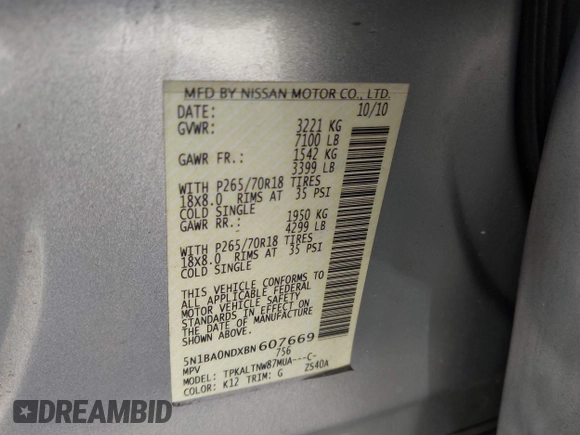 MFD BY NISSAN MOTOR CO., LTD.
DATE: 10/10
GVWR: 3221 KG
7100 LB
GAWR FR.: 1542 KG
3399 LB
WITH P265/70R18 TIRES
18x8.0 RIMS AT 35 PSI
COLD SINGLE
GAWR RR.: 1950 KG
4299 LB
WITH P265/70R18 TIRES
18x8.0 RIMS AT 35 PSI
COLD SINGLE
THIS VEHICLE CONFORMS TO
ALL APPLICABLE FEDERAL
MOTOR VEHICLE SAFETY
STANDARDS IN EFFECT ON
THE DATE OF MANUFACTURE
SHOWN ABOVE.
5N1BA0NDXBN607669
MPV 756
MODEL: TPKALTNW87MUA---C-
COLOR: K12 TRIM: G ZS40A
DREAMBID
DREAMBID